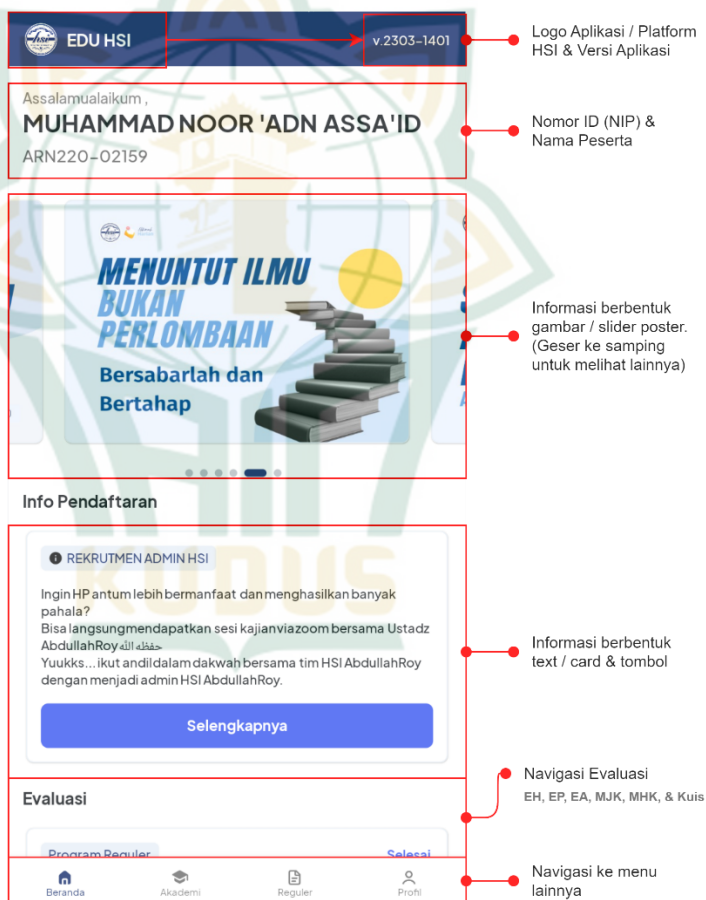 EDU HSI
v.2303-1401
Logo Aplikasi / Platform
HSI & Versi Aplikasi
Assalamualaikum ,
MUHAMMAD NOOR 'ADN ASSA'ID
ARN220-02159
Nomor ID (NIP) &
Nama Peserta
MENUNTUT ILMU
BUKAN
PERLOMBAAN
Bersabarlah dan
Bertahap
Informasi berbentuk
gambar / slider poster.
(Geser ke samping
untuk melihat lainnya)
Info Pendaftaran
REKRUTMEN ADMIN HSI
Ingin HP antum lebih bermanfaat dan menghasilkan banyak
pahala?
Bisa langsung mendapatkan sesi kajian via zoom bersama Ustadz
AbdullahRoy حفظه الله
Yuukks... ikut andil dalam dakwah bersama tim HSI AbdullahRoy
dengan menjadi admin HSI AbdullahRoy.
Selengkapnya
Informasi berbentuk
text / card & tombol
Evaluasi
Navigasi Evaluasi
EH, EP, EA, MJK, MHK, & Kuis
Program Reguler
Selesai
Beranda
Akademi
Reguler
Profil
Navigasi ke menu
lainnya
KUDUS